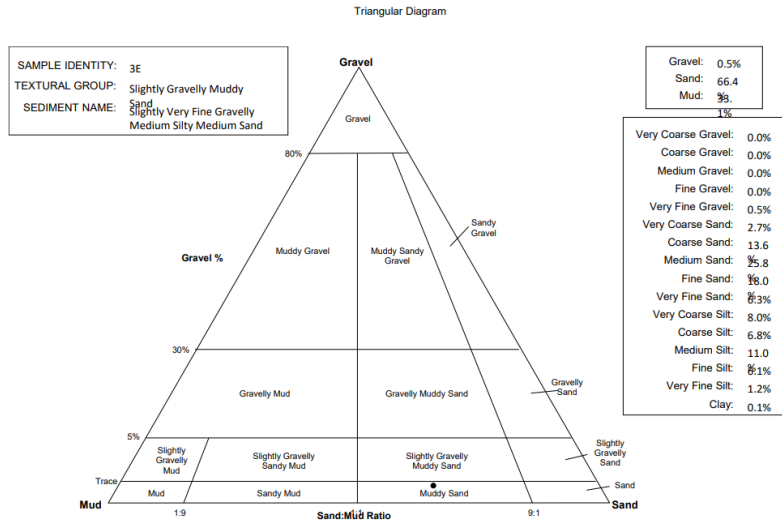 Triangular Diagram
SAMPLE IDENTITY: 3E
TEXTURAL GROUP: Slightly Gravelly Muddy
Sand
SEDIMENT NAME: Slightly Very Fine Gravelly
Medium Silty Medium Sand
Gravel
Gravel: 0.5%
Sand: 66.4
%
Mud: 33.
1%
Gravel
80%
Very Coarse Gravel: 0.0%
Coarse Gravel: 0.0%
Medium Gravel: 0.0%
Fine Gravel: 0.0%
Very Fine Gravel: 0.5%
Very Coarse Sand: 2.7%
Coarse Sand: 13.6
%
Medium Sand: 25.8
Fine Sand: 18.0
%
Very Fine Sand: 6.3%
Very Coarse Silt: 8.0%
Coarse Silt: 6.8%
Medium Silt: 11.0
%
Fine Silt: 6.1%
Very Fine Silt: 1.2%
Clay: 0.1%
Sandy
Gravel
Muddy Gravel
Muddy Sandy
Gravel
Gravel %
30%
Gravelly Mud
Gravelly Muddy Sand
Gravelly
Sand
5%
Slightly
Gravelly
Mud
Slightly Gravelly
Sandy Mud
Slightly Gravelly
Muddy Sand
Slightly
Gravelly
Sand
Trace
Mud
Sandy Mud
Muddy Sand
Sand
Mud
Sand
1:9
9:1
Sand:Mud Ratio